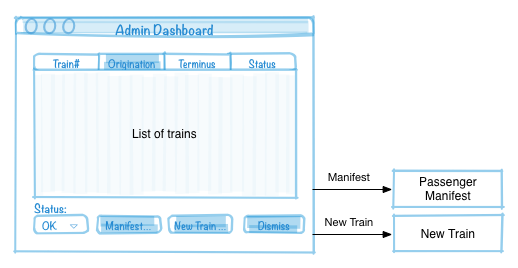 Admin Dashboard
Train# Origination Terminus Status
List of trains
Manifest
Passenger
Manifest
Status:
OK Manifest... New Train... Dismiss
New Train
New Train